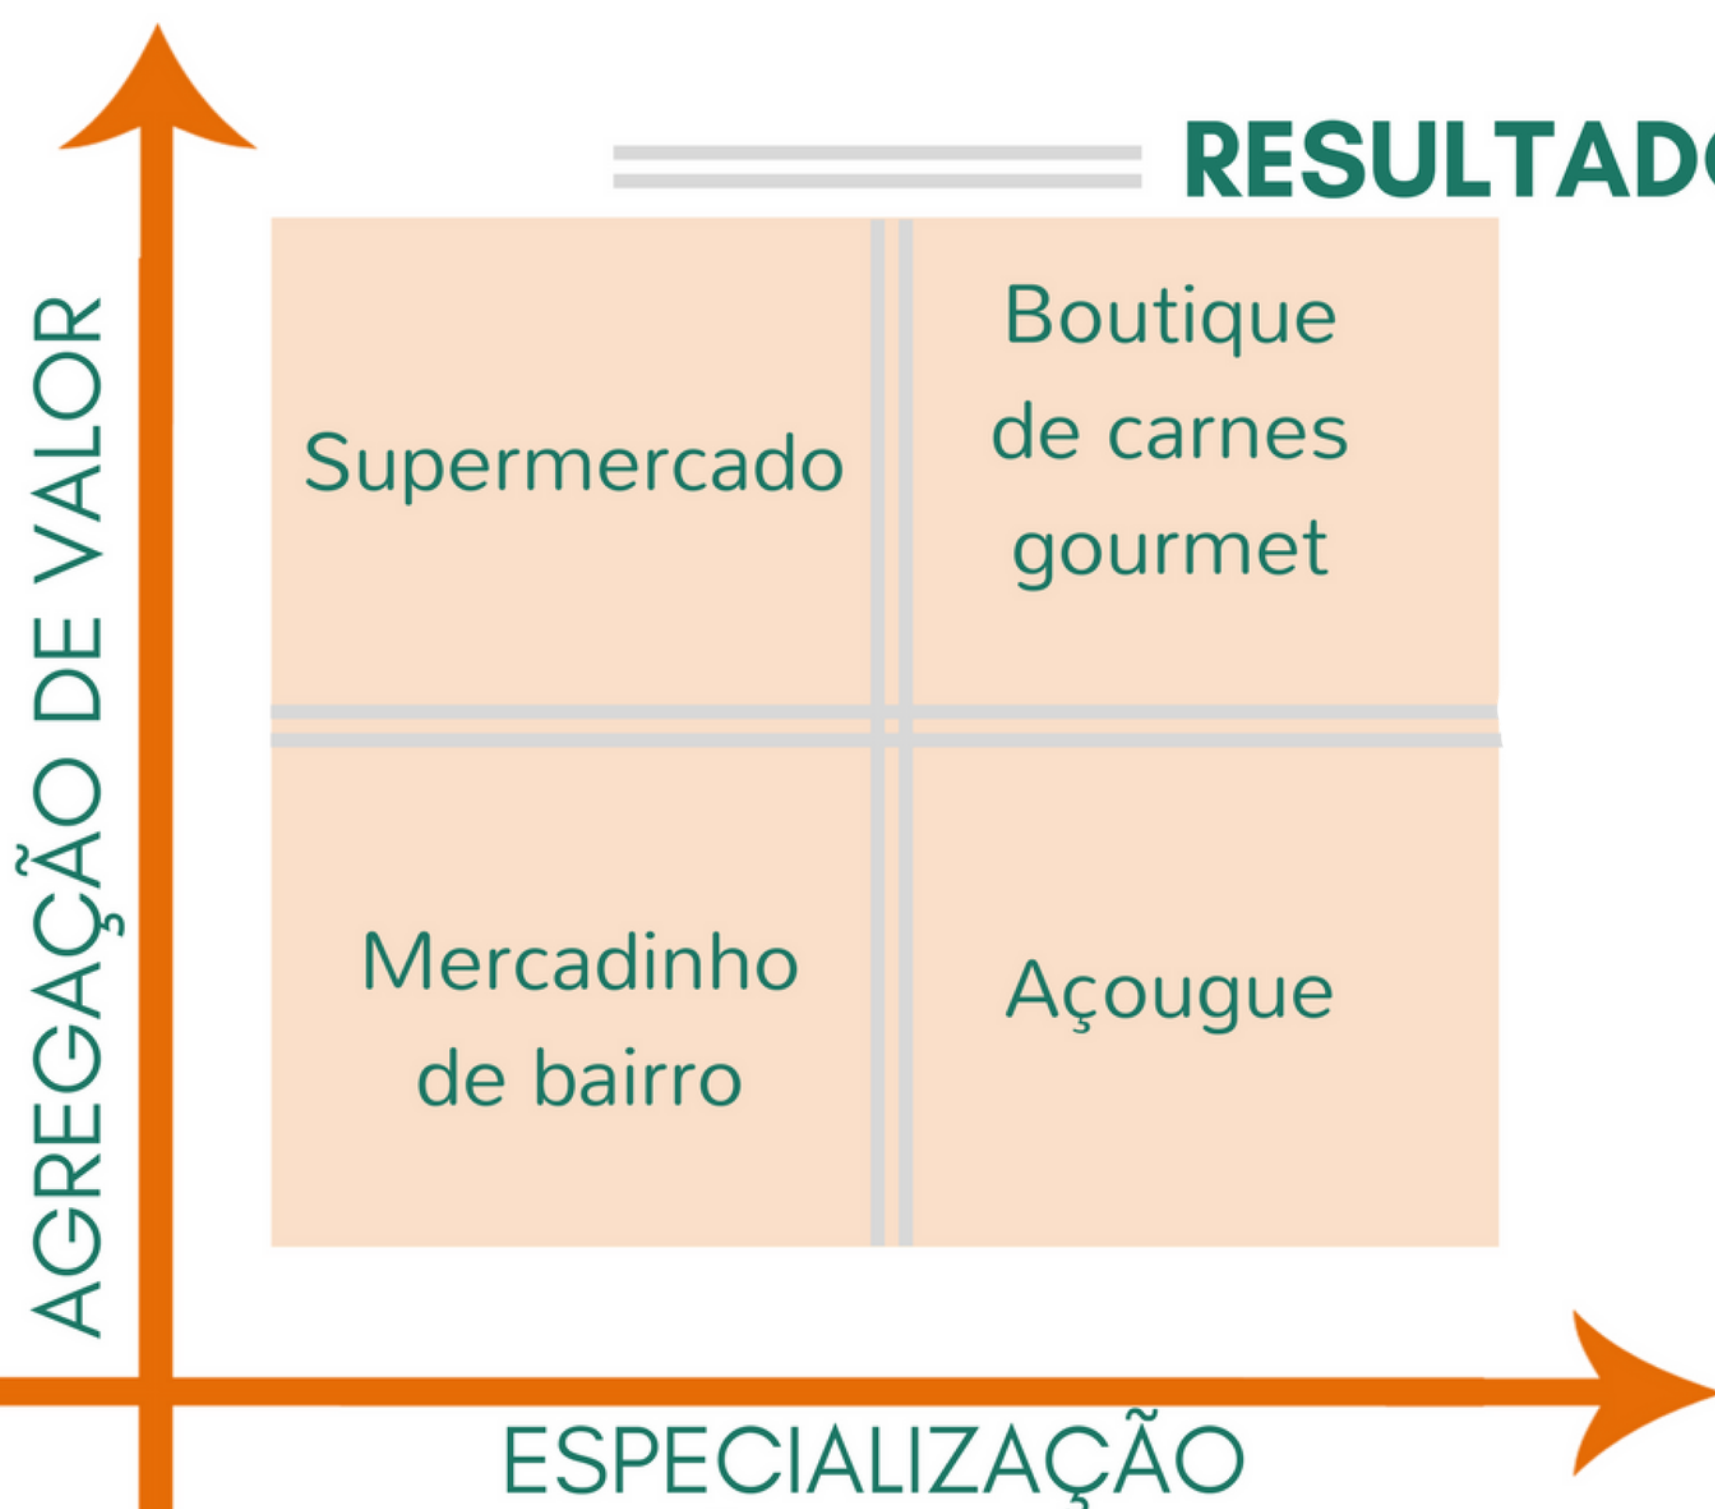 RESULTADO
AGREGAÇÃO DE VALOR
Supermercado
Boutique
de carnes
gourmet
Mercadinho
de bairro
Açougue
ESPECIALIZAÇÃO